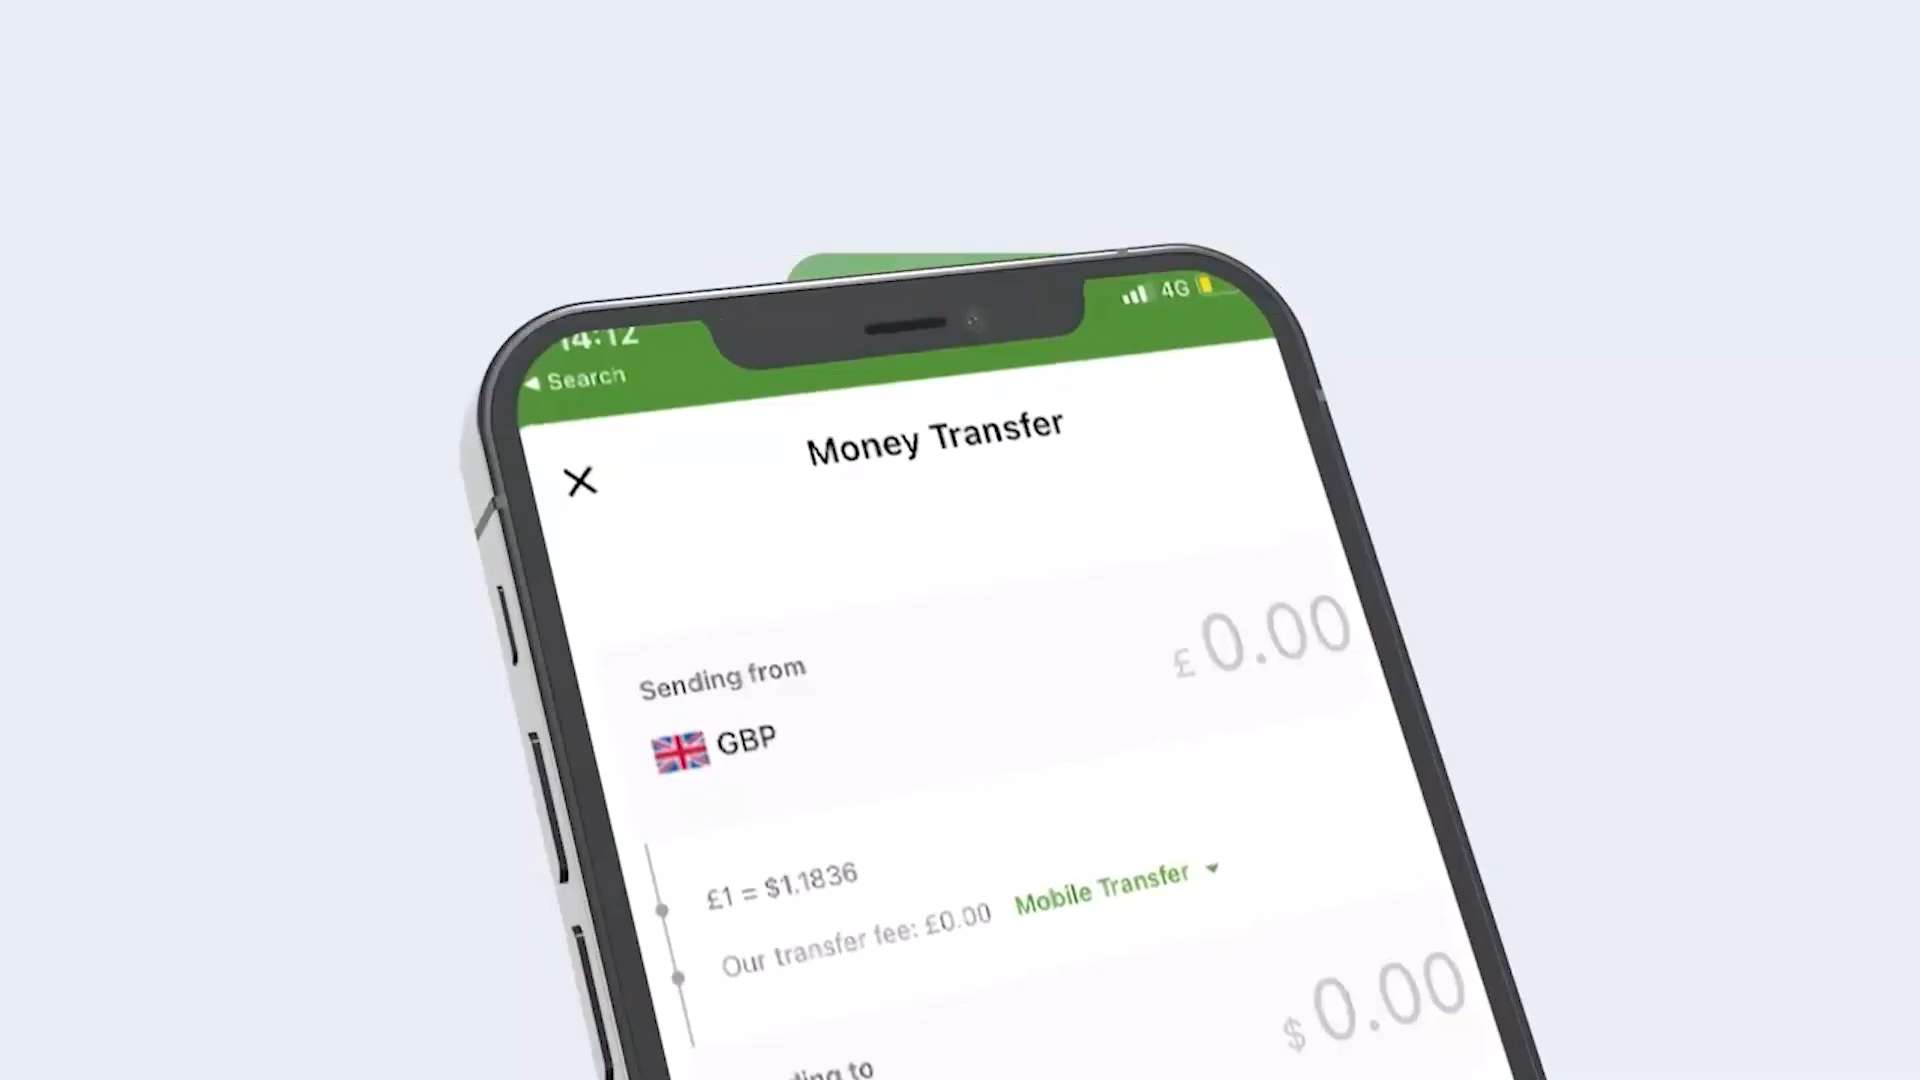 14:12
4G
◀ Search
Money Transfer
£0.00
Sending from
GBP
£1 = $1.1836
Our transfer fee: £0.00 Mobile Transfer
$0.00
to